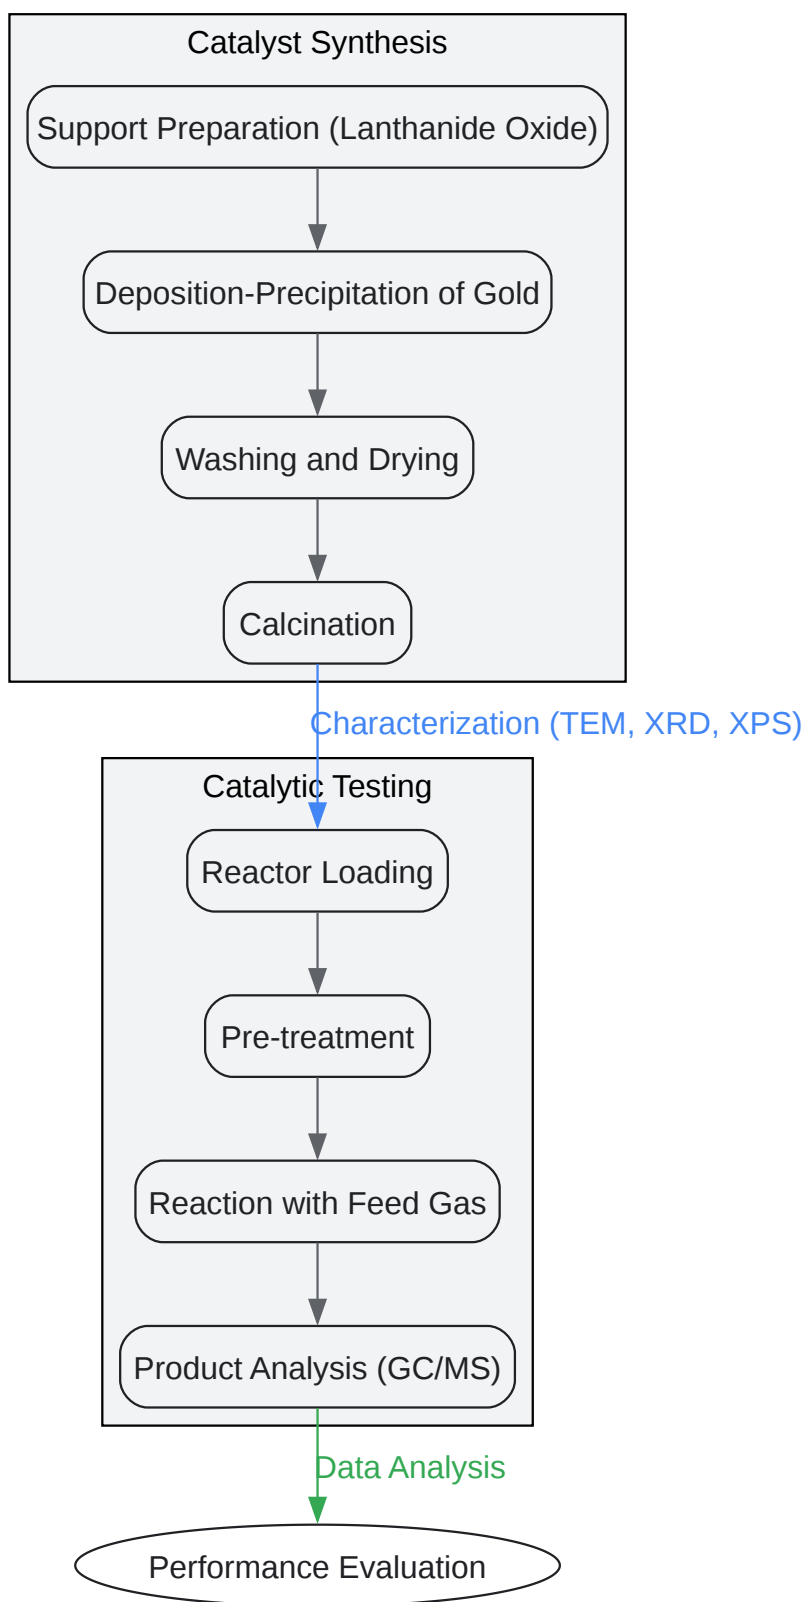 Catalyst Synthesis
Support Preparation (Lanthanide Oxide)
Deposition-Precipitation of Gold
Washing and Drying
Calcination
Characterization (TEM, XRD, XPS)
Catalytic Testing
Reactor Loading
Pre-treatment
Reaction with Feed Gas
Product Analysis (GC/MS)
Data Analysis
Performance Evaluation